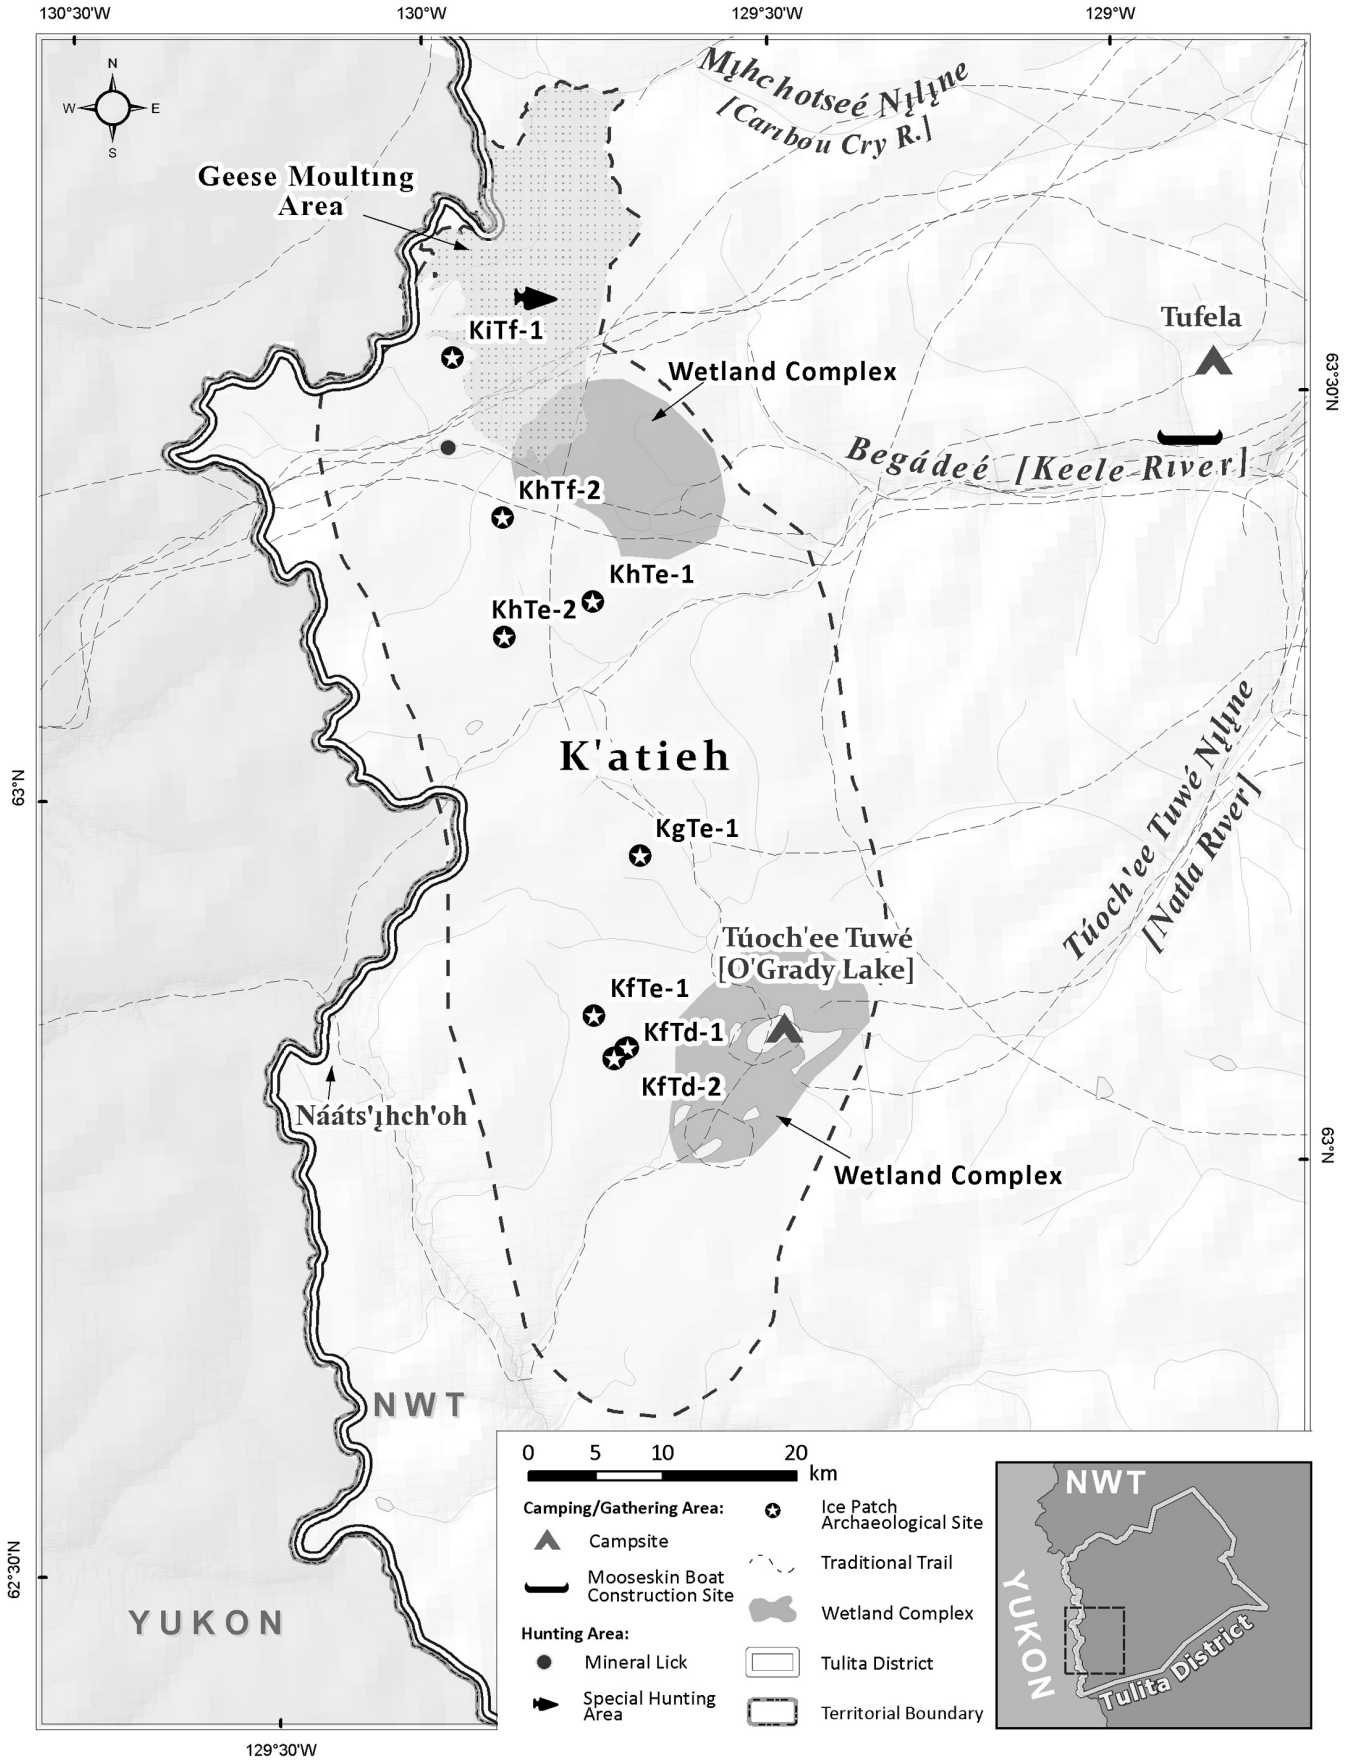 130°30'W
130°W
129°30'W
129°W
N
W
E
S
Mı̨hchotseé Nı̨lı̨ne
[Carıbou Cry R.]
Geese Moultıng
Area
KiTf-1
Tufela
63°30'N
Wetland Complex
Begádeé [Keele Rıver]
KhTf-2
KhTe-1
KhTe-2
Túoch'ee Tuwé Nı̨lı̨ne
[Natla Rıver]
K'atieh
63°N
KgTe-1
Túoch'ee Tuwé
[O'Grady Lake]
KfTe-1
KfTd-1
KfTd-2
Nááts'ı̨hch'oh
63°N
Wetland Complex
NWT
62°30'N
YUKON
129°30'W
0 5 10 20
km
Camping/Gathering Area:
Campsite
Mooseskin Boat
Construction Site
Hunting Area:
Mineral Lick
Special Hunting
Area
Ice Patch
Archaeological Site
Traditional Trail
Wetland Complex
Tulita District
Territorial Boundary
NWT
YUKON
Tulita District